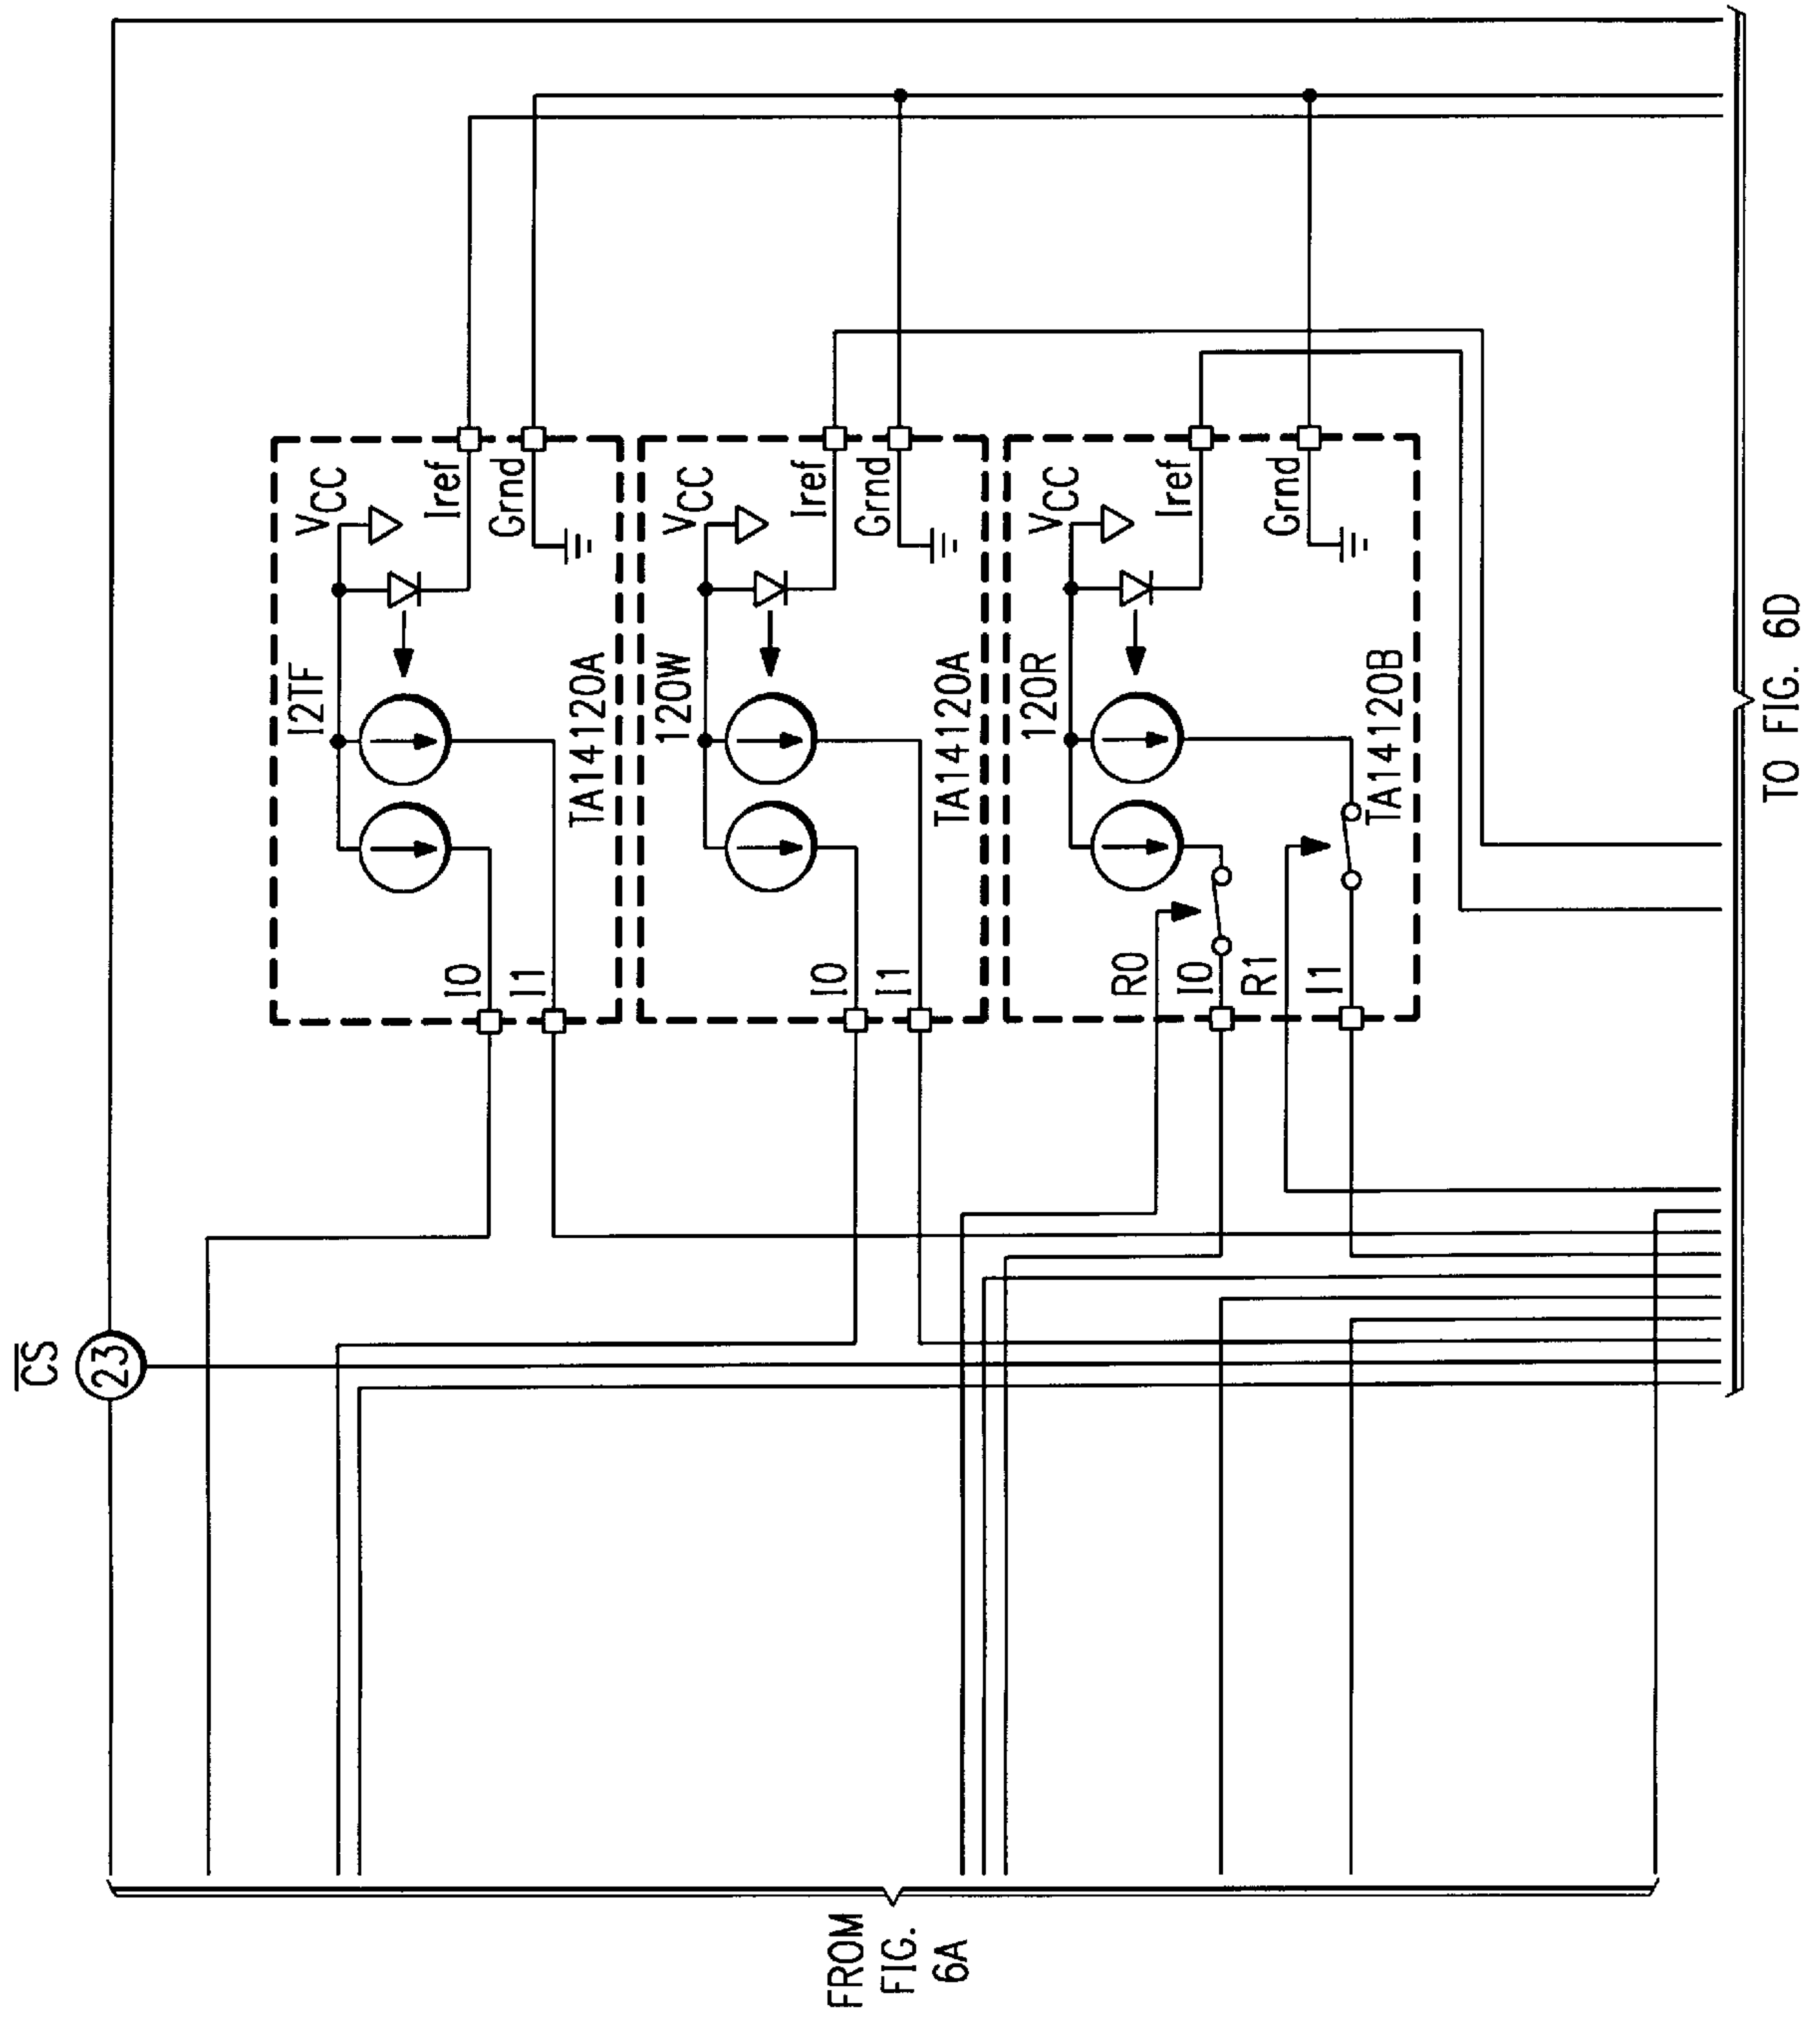 C̅S̅
23
I2TF
VCC
Iref
Grnd
I0
I1
TA14120A
120W
VCC
Iref
Grnd
I0
I1
TA14120A
120R
VCC
Iref
Grnd
R0
I0
R1
I1
TA14120B
FROM
FIG.
6A
TO FIG. 6D